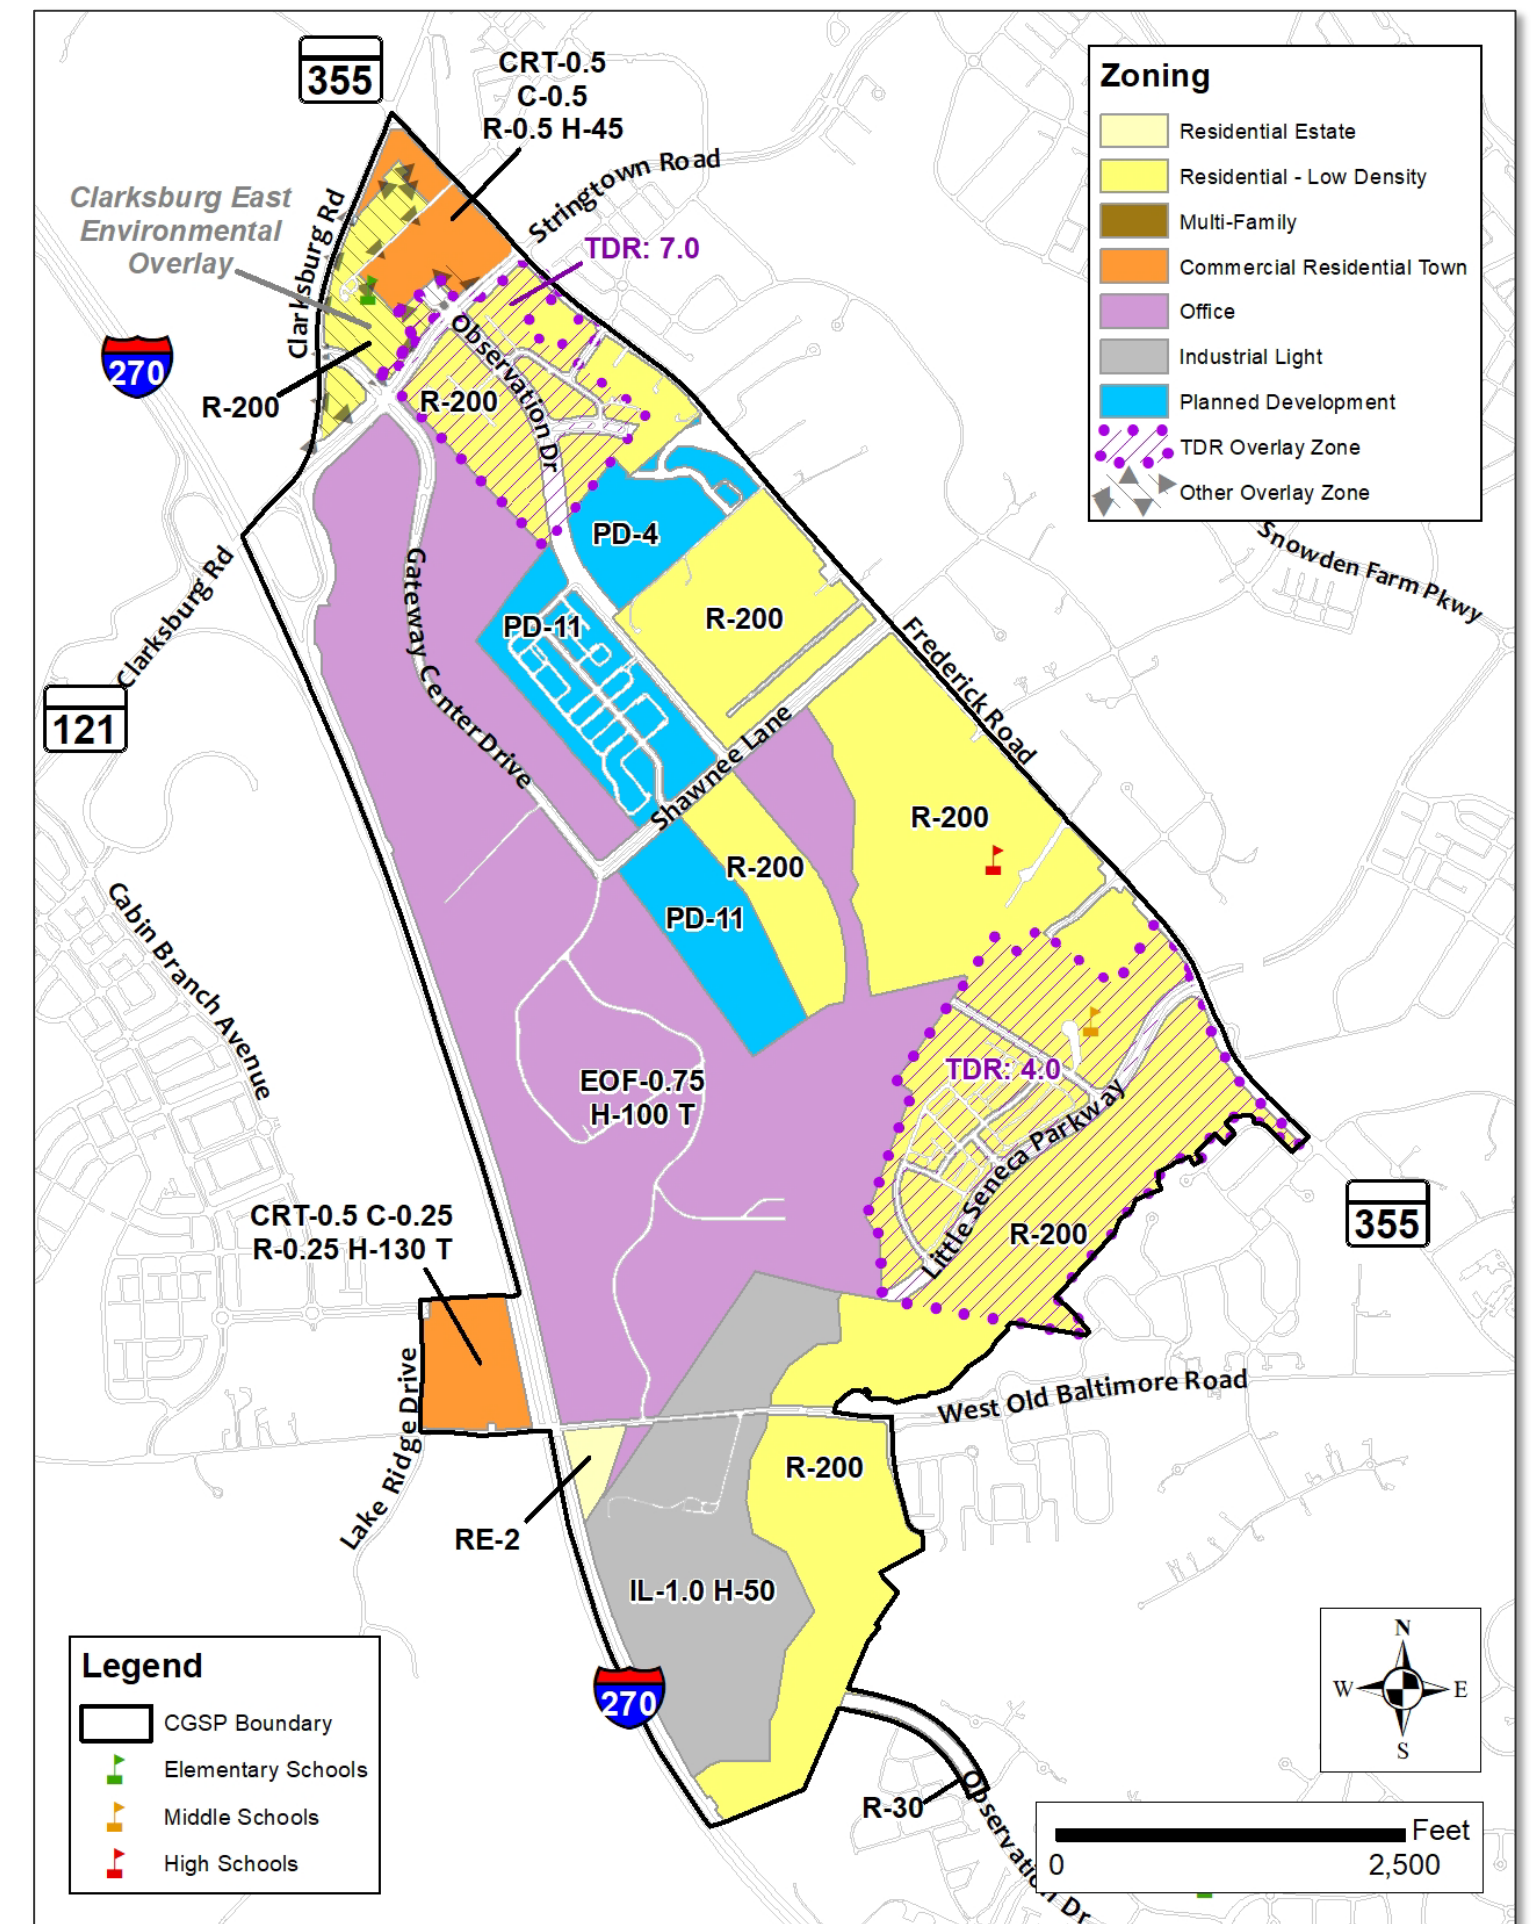 355
CRT-0.5
C-0.5
R-0.5 H-45
Stringtown Road
Clarksburg East
Environmental
Overlay
Clarksburg Rd
TDR: 7.0
270
R-200
R-200
Observation Dr
Zoning
Residential Estate
Residential - Low Density
Multi-Family
Commercial Residential Town
Office
Industrial Light
Planned Development
TDR Overlay Zone
Other Overlay Zone
Snowden Farm Pkwy
PD-4
Clarksburg Rd
121
Gateway Center Drive
PD-11
R-200
Frederick Road
Shawnee Lane
R-200
R-200
PD-11
Cabin Branch Avenue
EOF-0.75
H-100 T
TDR: 4.0
Little Seneca Parkway
R-200
355
CRT-0.5 C-0.25
R-0.25 H-130 T
Lake Ridge Drive
West Old Baltimore Road
R-200
RE-2
IL-1.0 H-50
270
R-30
Observation Dr
Legend
CGSP Boundary
Elementary Schools
Middle Schools
High Schools
N
W E
S
Feet
0 2,500